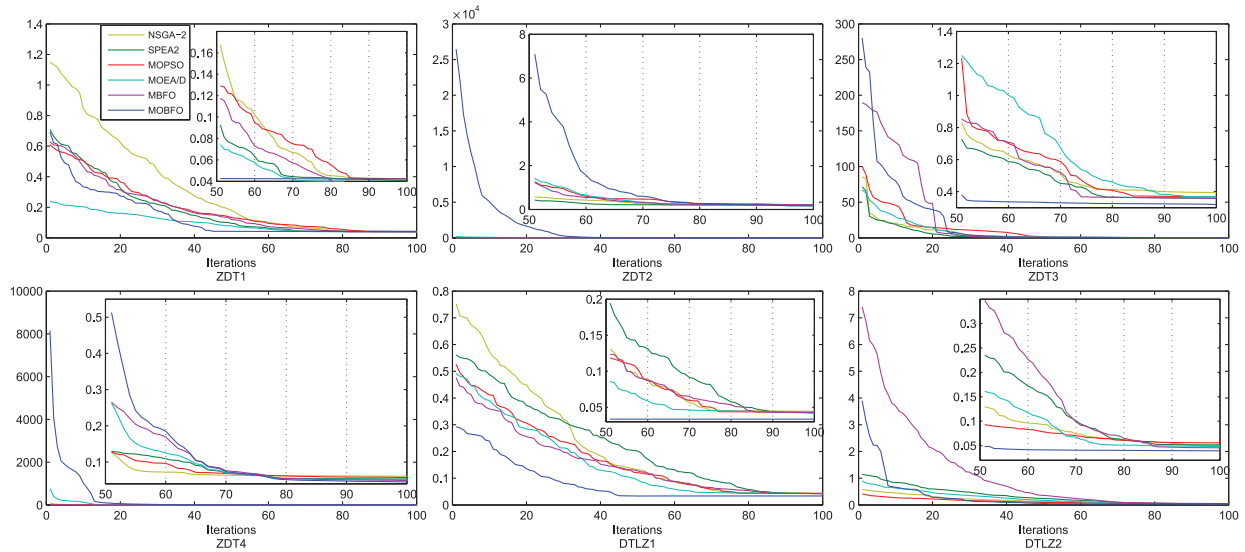 1.4
1.2
1
0.8
0.6
0.4
0.2
0
0 20 40 60 80 100
Iterations
ZDT1
NSGA-2
SPEA2
MOPSO
MOEA/D
MBFO
MOBFO
0.16
0.14
0.12
0.1
0.08
0.06
0.04
50 60 70 80 90 100
× 10⁴
3
2.5
2
1.5
1
0.5
0
0 20 40 60 80 100
Iterations
ZDT2
8
6
4
2
0
50 60 70 80 90 100
300
250
200
150
100
50
0
0 20 40 60 80 100
Iterations
ZDT3
1.4
1.2
1
0.8
0.6
0.4
50 60 70 80 90 100
10000
8000
6000
4000
2000
0
0 20 40 60 80 100
Iterations
ZDT4
0.5
0.4
0.3
0.2
0.1
50 60 70 80 90 100
0.8
0.7
0.6
0.5
0.4
0.3
0.2
0.1
0
0 20 40 60 80 100
Iterations
DTLZ1
0.2
0.15
0.1
0.05
50 60 70 80 90 100
8
7
6
5
4
3
2
1
0
0 20 40 60 80 100
Iterations
DTLZ2
0.3
0.25
0.2
0.15
0.1
0.05
50 60 70 80 90 100